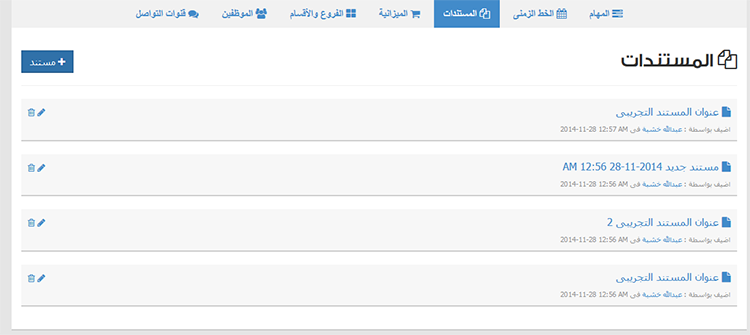 المهام
الخط الزمنى
المستندات
الميزانية
الفروع والأقسام
الموظفين
قنوات التواصل
المستندات
+ مستند
عنوان المستند التجريبى
اضيف بواسطة : عبدالله خشبة فى 2014-11-28 12:57 AM
مستند جديد 2014-11-28 12:56 AM
اضيف بواسطة : عبدالله خشبة فى 2014-11-28 12:56 AM
عنوان المستند التجريبى 2
اضيف بواسطة : عبدالله خشبة فى 2014-11-28 12:56 AM
عنوان المستند التجريبى
اضيف بواسطة : عبدالله خشبة فى 2014-11-28 12:56 AM